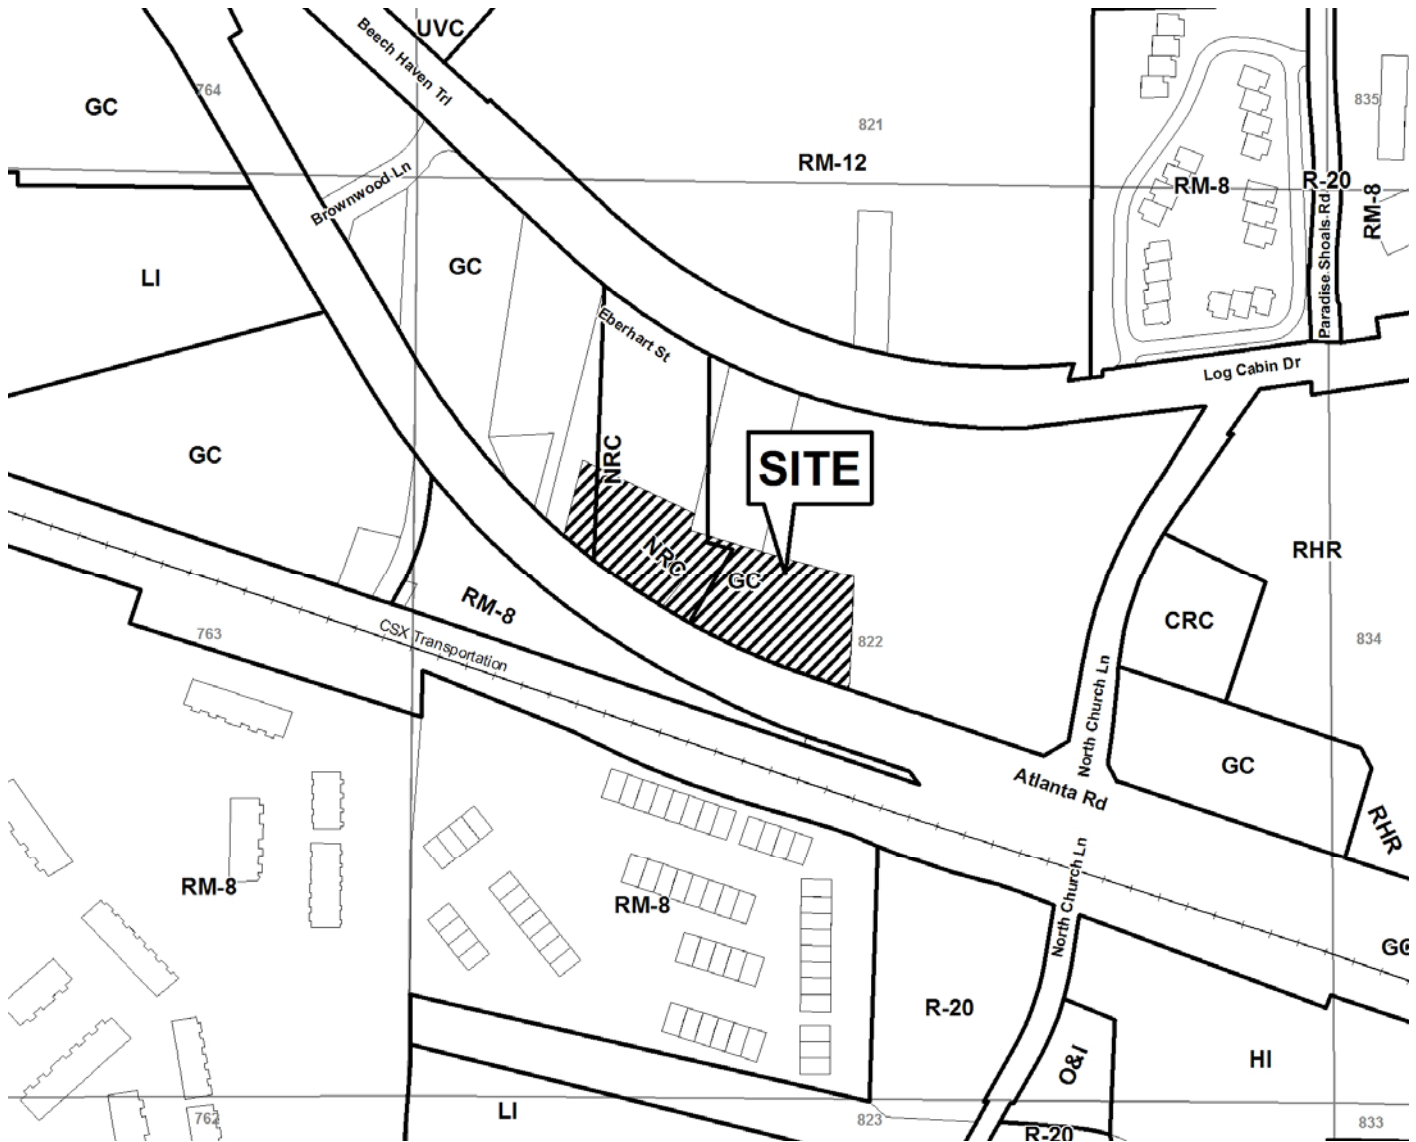 UVC
Beech Haven Trl
764
GC
821
835
RM-12
RM-8
R-20
RM-8
Brownwood Ln
Paradise Shoals Rd
LI
GC
Eberhart St
Log Cabin Dr
GC
NRC
SITE
NRC
GC
RHR
CRC
RM-8
CSX Transportation
763
822
834
North Church Ln
GC
Atlanta Rd
RHR
RM-8
RM-8
North Church Ln
GC
R-20
O&I
HI
762
LI
823
833
R-20